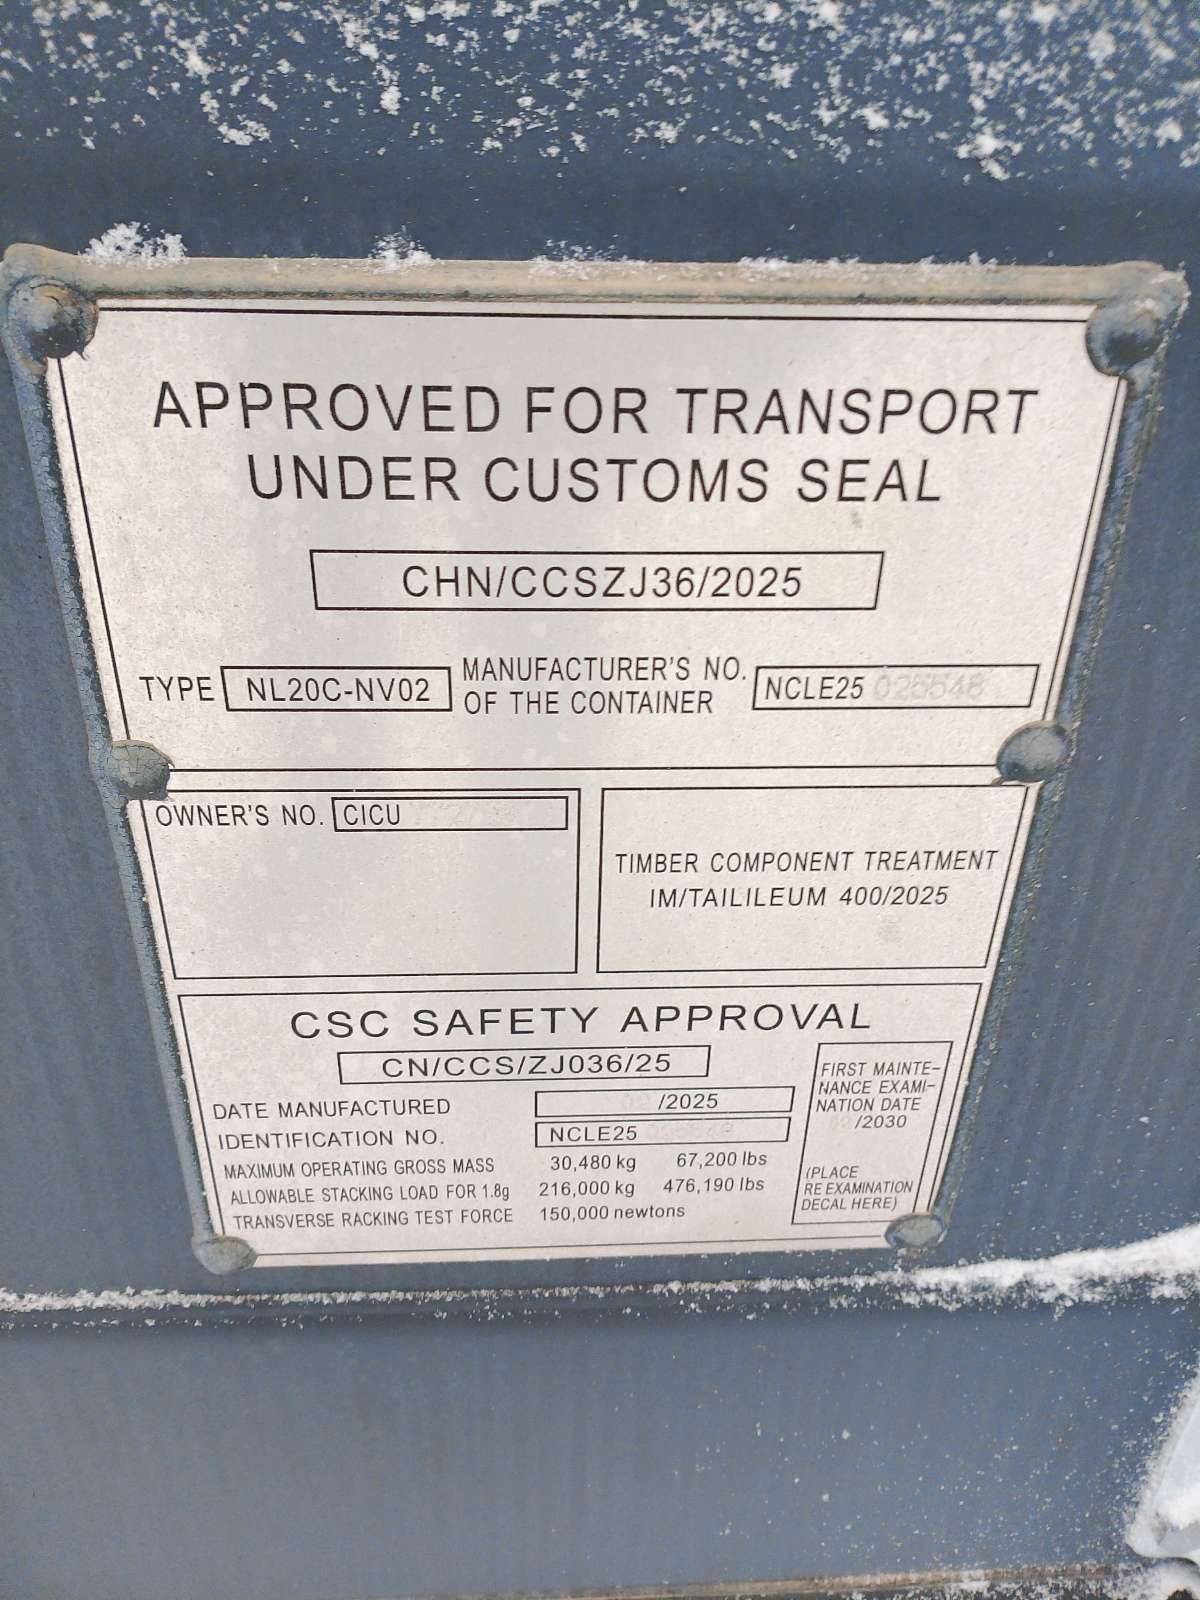 APPROVED FOR TRANSPORT
UNDER CUSTOMS SEAL
CHN/CCSZJ36/2025
TYPE NL20C-NV02 MANUFACTURER'S NO.
OF THE CONTAINER NCLE25 025548
OWNER'S NO. CICU
TIMBER COMPONENT TREATMENT
IM/TAILILEUM 400/2025
CSC SAFETY APPROVAL
CN/CCS/ZJ036/25
DATE MANUFACTURED /2025
IDENTIFICATION NO. NCLE25
MAXIMUM OPERATING GROSS MASS 30,480 kg 67,200 lbs
ALLOWABLE STACKING LOAD FOR 1.8g 216,000 kg 476,190 lbs
TRANSVERSE RACKING TEST FORCE 150,000 newtons
FIRST MAINTE-
NANCE EXAMI-
NATION DATE
/2030
(PLACE
RE EXAMINATION
DECAL HERE)